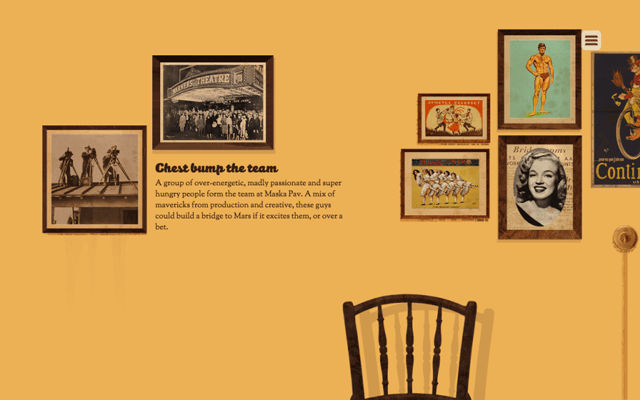 WARNERS THEATRE
Chest bump the team
A group of over-energetic, madly passionate and super
hungry people form the team at Maska Pav. A mix of
mavericks from production and creative, these guys
could build a bridge to Mars if it excites them, or over a
bet.